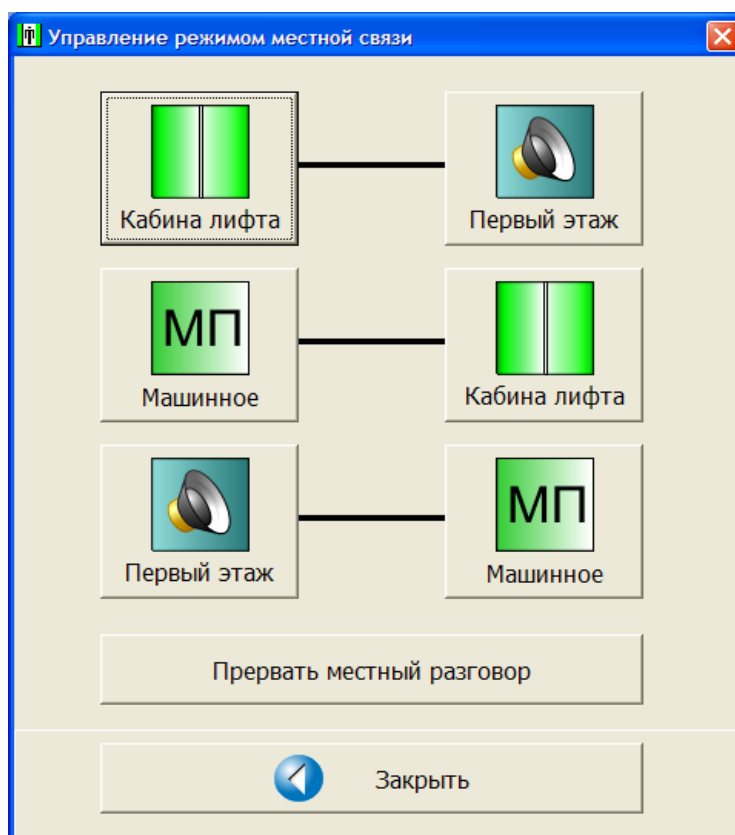 Управление режимом местной связи
Кабина лифта
Первый этаж
МП
Машинное
Кабина лифта
Первый этаж
МП
Машинное
Прервать местный разговор
Закрыть